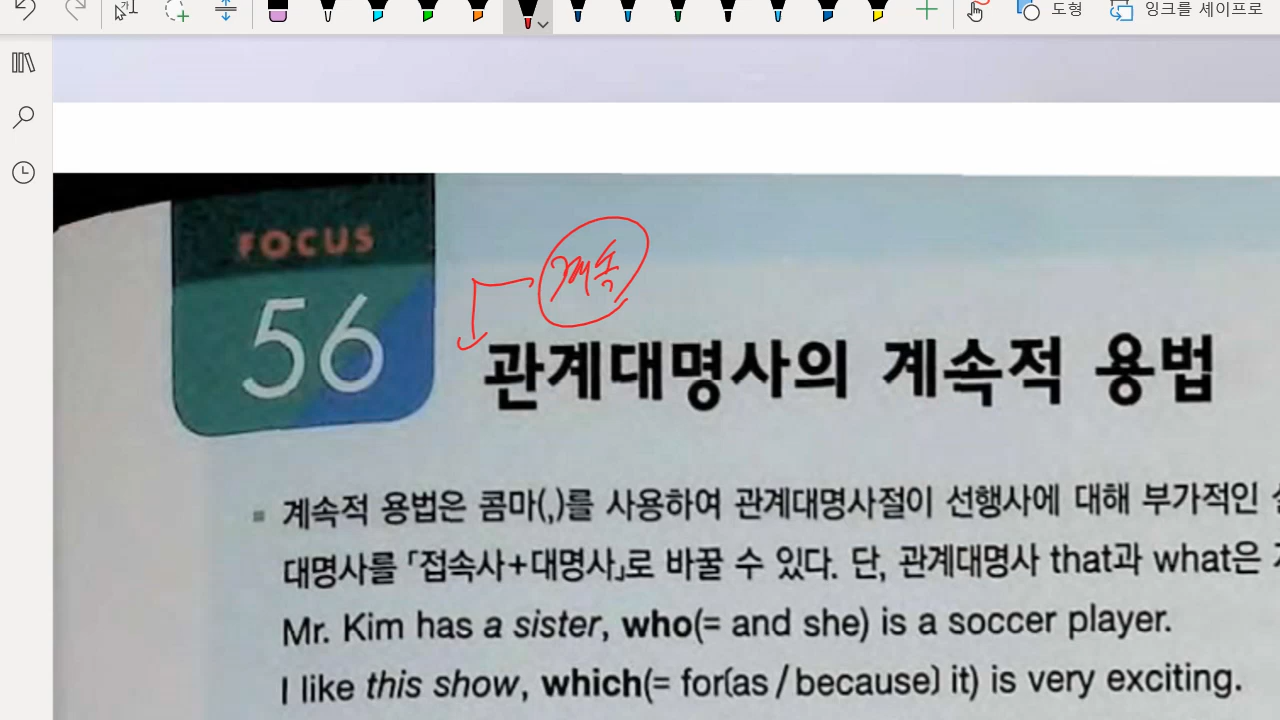 도형
잉크를 셰이프로
FOCUS
56
계속
관계대명사의 계속적 용법
계속적 용법은 콤마(,)를 사용하여 관계대명사절이 선행사에 대해 부가적인
대명사를 「접속사+대명사」로 바꿀 수 있다. 단, 관계대명사 that과 what은
Mr. Kim has a sister, who(= and she) is a soccer player.
I like this show, which(= for(as / because) it) is very exciting.